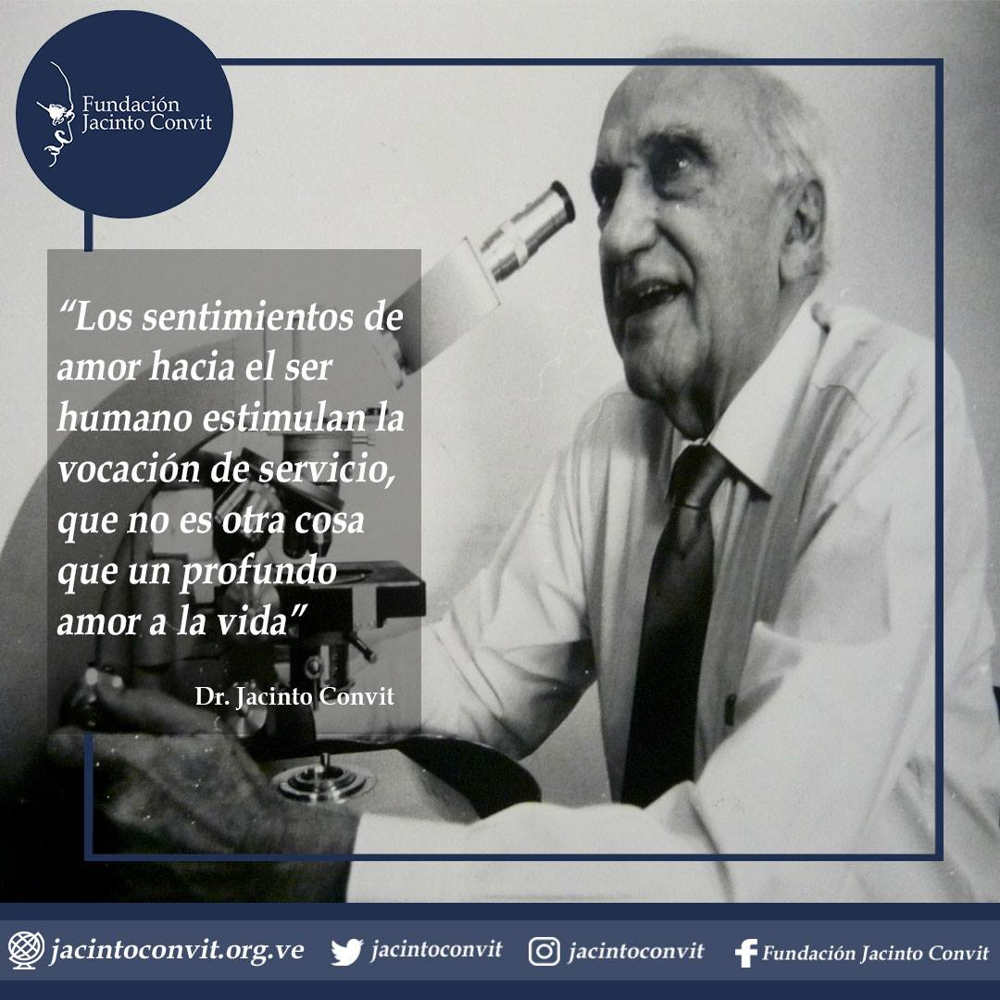 Fundación
Jacinto Convit
“Los sentimientos de
amor hacia el ser
humano estimulan la
vocación de servicio,
que no es otra cosa
que un profundo
amor a la vida”
Dr. Jacinto Convit
jacintoconvit.org.ve
jacintoconvit
jacintoconvit
Fundación Jacinto Convit